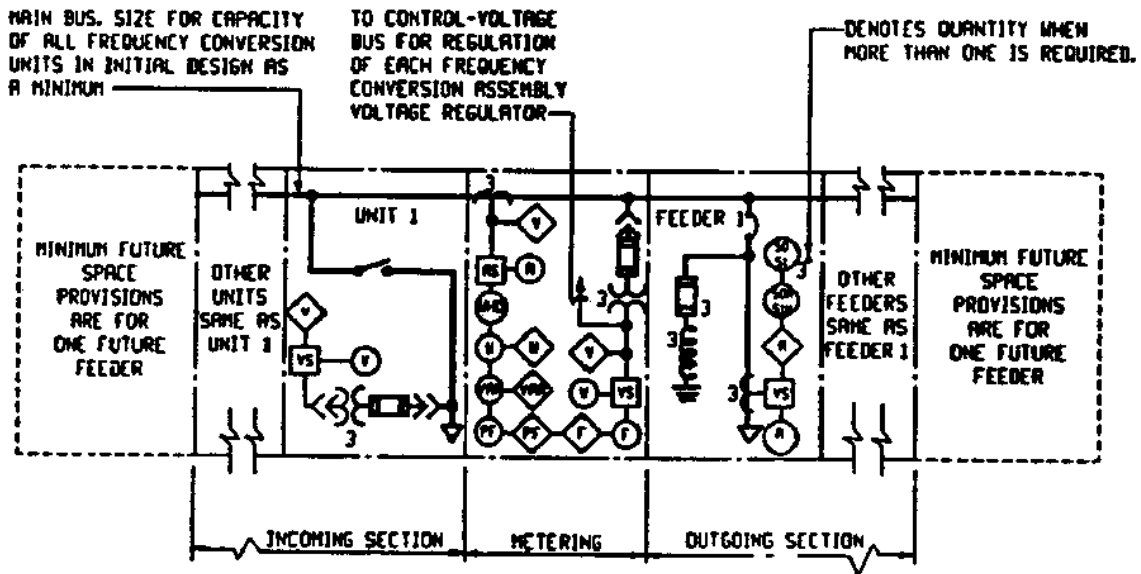 MAIN BUS. SIZE FOR CAPACITY
OF ALL FREQUENCY CONVERSION
UNITS IN INITIAL DESIGN AS
A MINIMUM
TO CONTROL-VOLTAGE
BUS FOR REGULATION
OF EACH FREQUENCY
CONVERSION ASSEMBLY
VOLTAGE REGULATOR
DENOTES QUANTITY WHEN
MORE THAN ONE IS REQUIRED.
MINIMUM FUTURE
SPACE
PROVISIONS
ARE FOR
ONE FUTURE
FEEDER
OTHER
UNITS
SAME AS
UNIT 1
UNIT 1
V
VS
V
3
3
V
AS
A
W
W
PF
PF
F
F
3
V
V
VS
FEEDER 1
3
3
3
3
A
VS
A
OTHER
FEEDERS
SAME AS
FEEDER 1
MINIMUM FUTURE
SPACE
PROVISIONS
ARE FOR
ONE FUTURE
FEEDER
INCOMING SECTION
METERING
OUTGOING SECTION